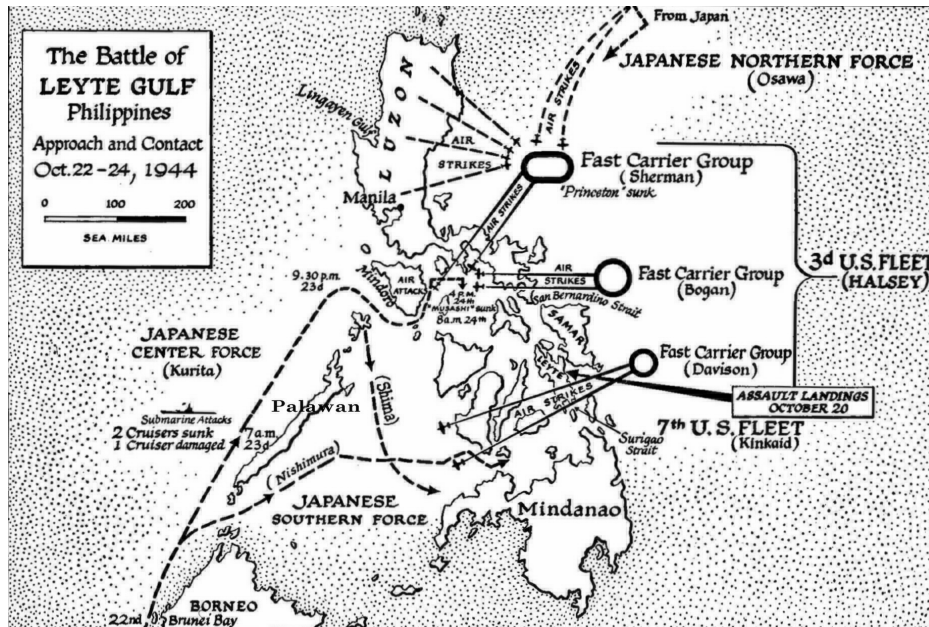 The Battle of
LEYTE GULF
Philippines
Approach and Contact
Oct. 22-24, 1944
0 100 200
SEA MILES
From Japan
JAPANESE NORTHERN FORCE
(Osawa)
AIR STRIKES
LUZON
Lingayen Gulf
AIR
STRIKES
Manila
Fast Carrier Group
(Sherman)
"Princeton" sunk
AIR STRIKES
3d U.S. FLEET
(HALSEY)
9.30 p.m.
23d
Mindoro
AIR
ATTACKS
4 P.M.
24th
"MUSASHI" sunk
8 a.m. 24th
AIR
STRIKES
Fast Carrier Group
(Bogan)
San Bernardino Strait
SAMAR
LEYTE
JAPANESE
CENTER FORCE
(Kurita)
Submarine Attacks
2 Cruisers sunk
1 Cruiser damaged
7 a.m.
23d
Palawan
(Shima)
Fast Carrier Group
(Davison)
AIR STRIKES
ASSAULT LANDINGS
OCTOBER 20
7th U.S. FLEET
(Kinkaid)
Surigao
Strait
(Nishimura)
JAPANESE
SOUTHERN FORCE
Mindanao
BORNEO
Brunei Bay
22nd